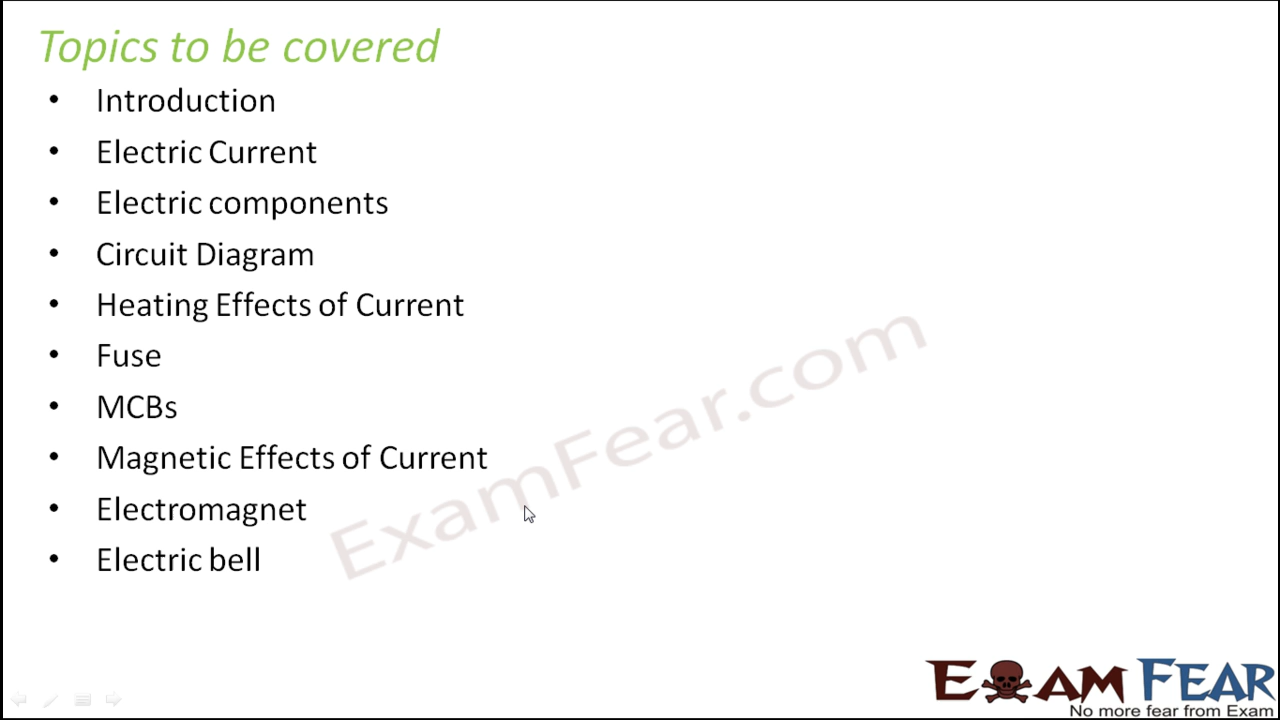 Topics to be covered
• Introduction
• Electric Current
• Electric components
• Circuit Diagram
• Heating Effects of Current
• Fuse
• MCBs
• Magnetic Effects of Current
• Electromagnet
• Electric bell
ExamFear.com
EXAM FEAR
No more fear from Exam